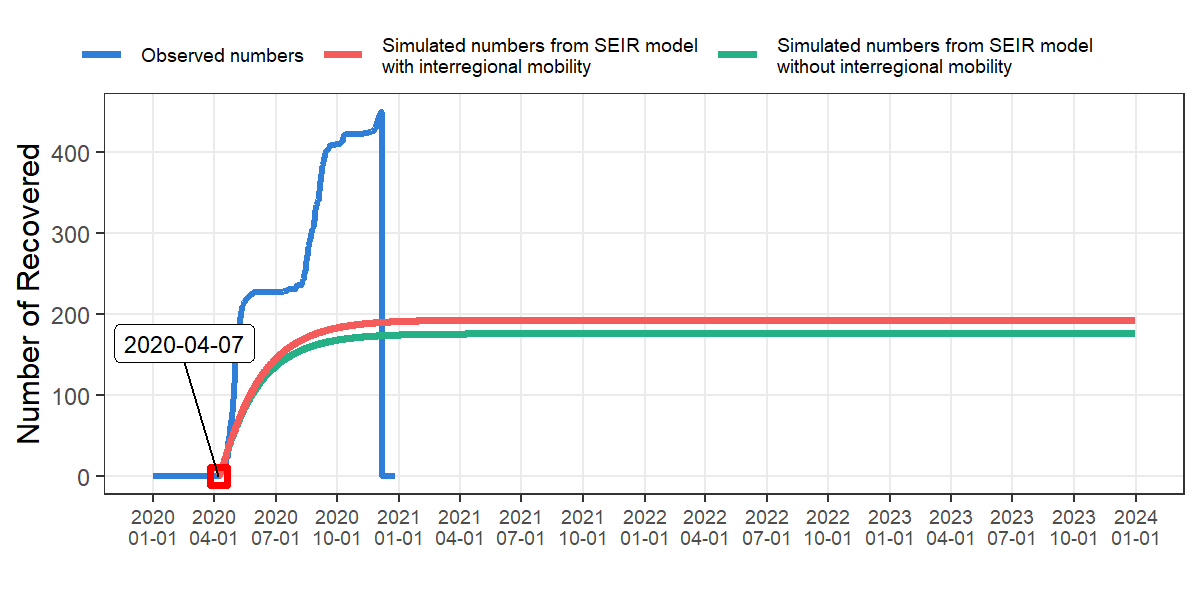 Observed numbers
Simulated numbers from SEIR model
with interregional mobility
Simulated numbers from SEIR model
without interregional mobility
Number of Recovered
400
300
200
100
0
2020-04-07
2020 2020 2020 2020 2021 2021 2021 2021 2022 2022 2022 2022 2023 2023 2023 2023 2024
01-01 04-01 07-01 10-01 01-01 04-01 07-01 10-01 01-01 04-01 07-01 10-01 01-01 04-01 07-01 10-01 01-01